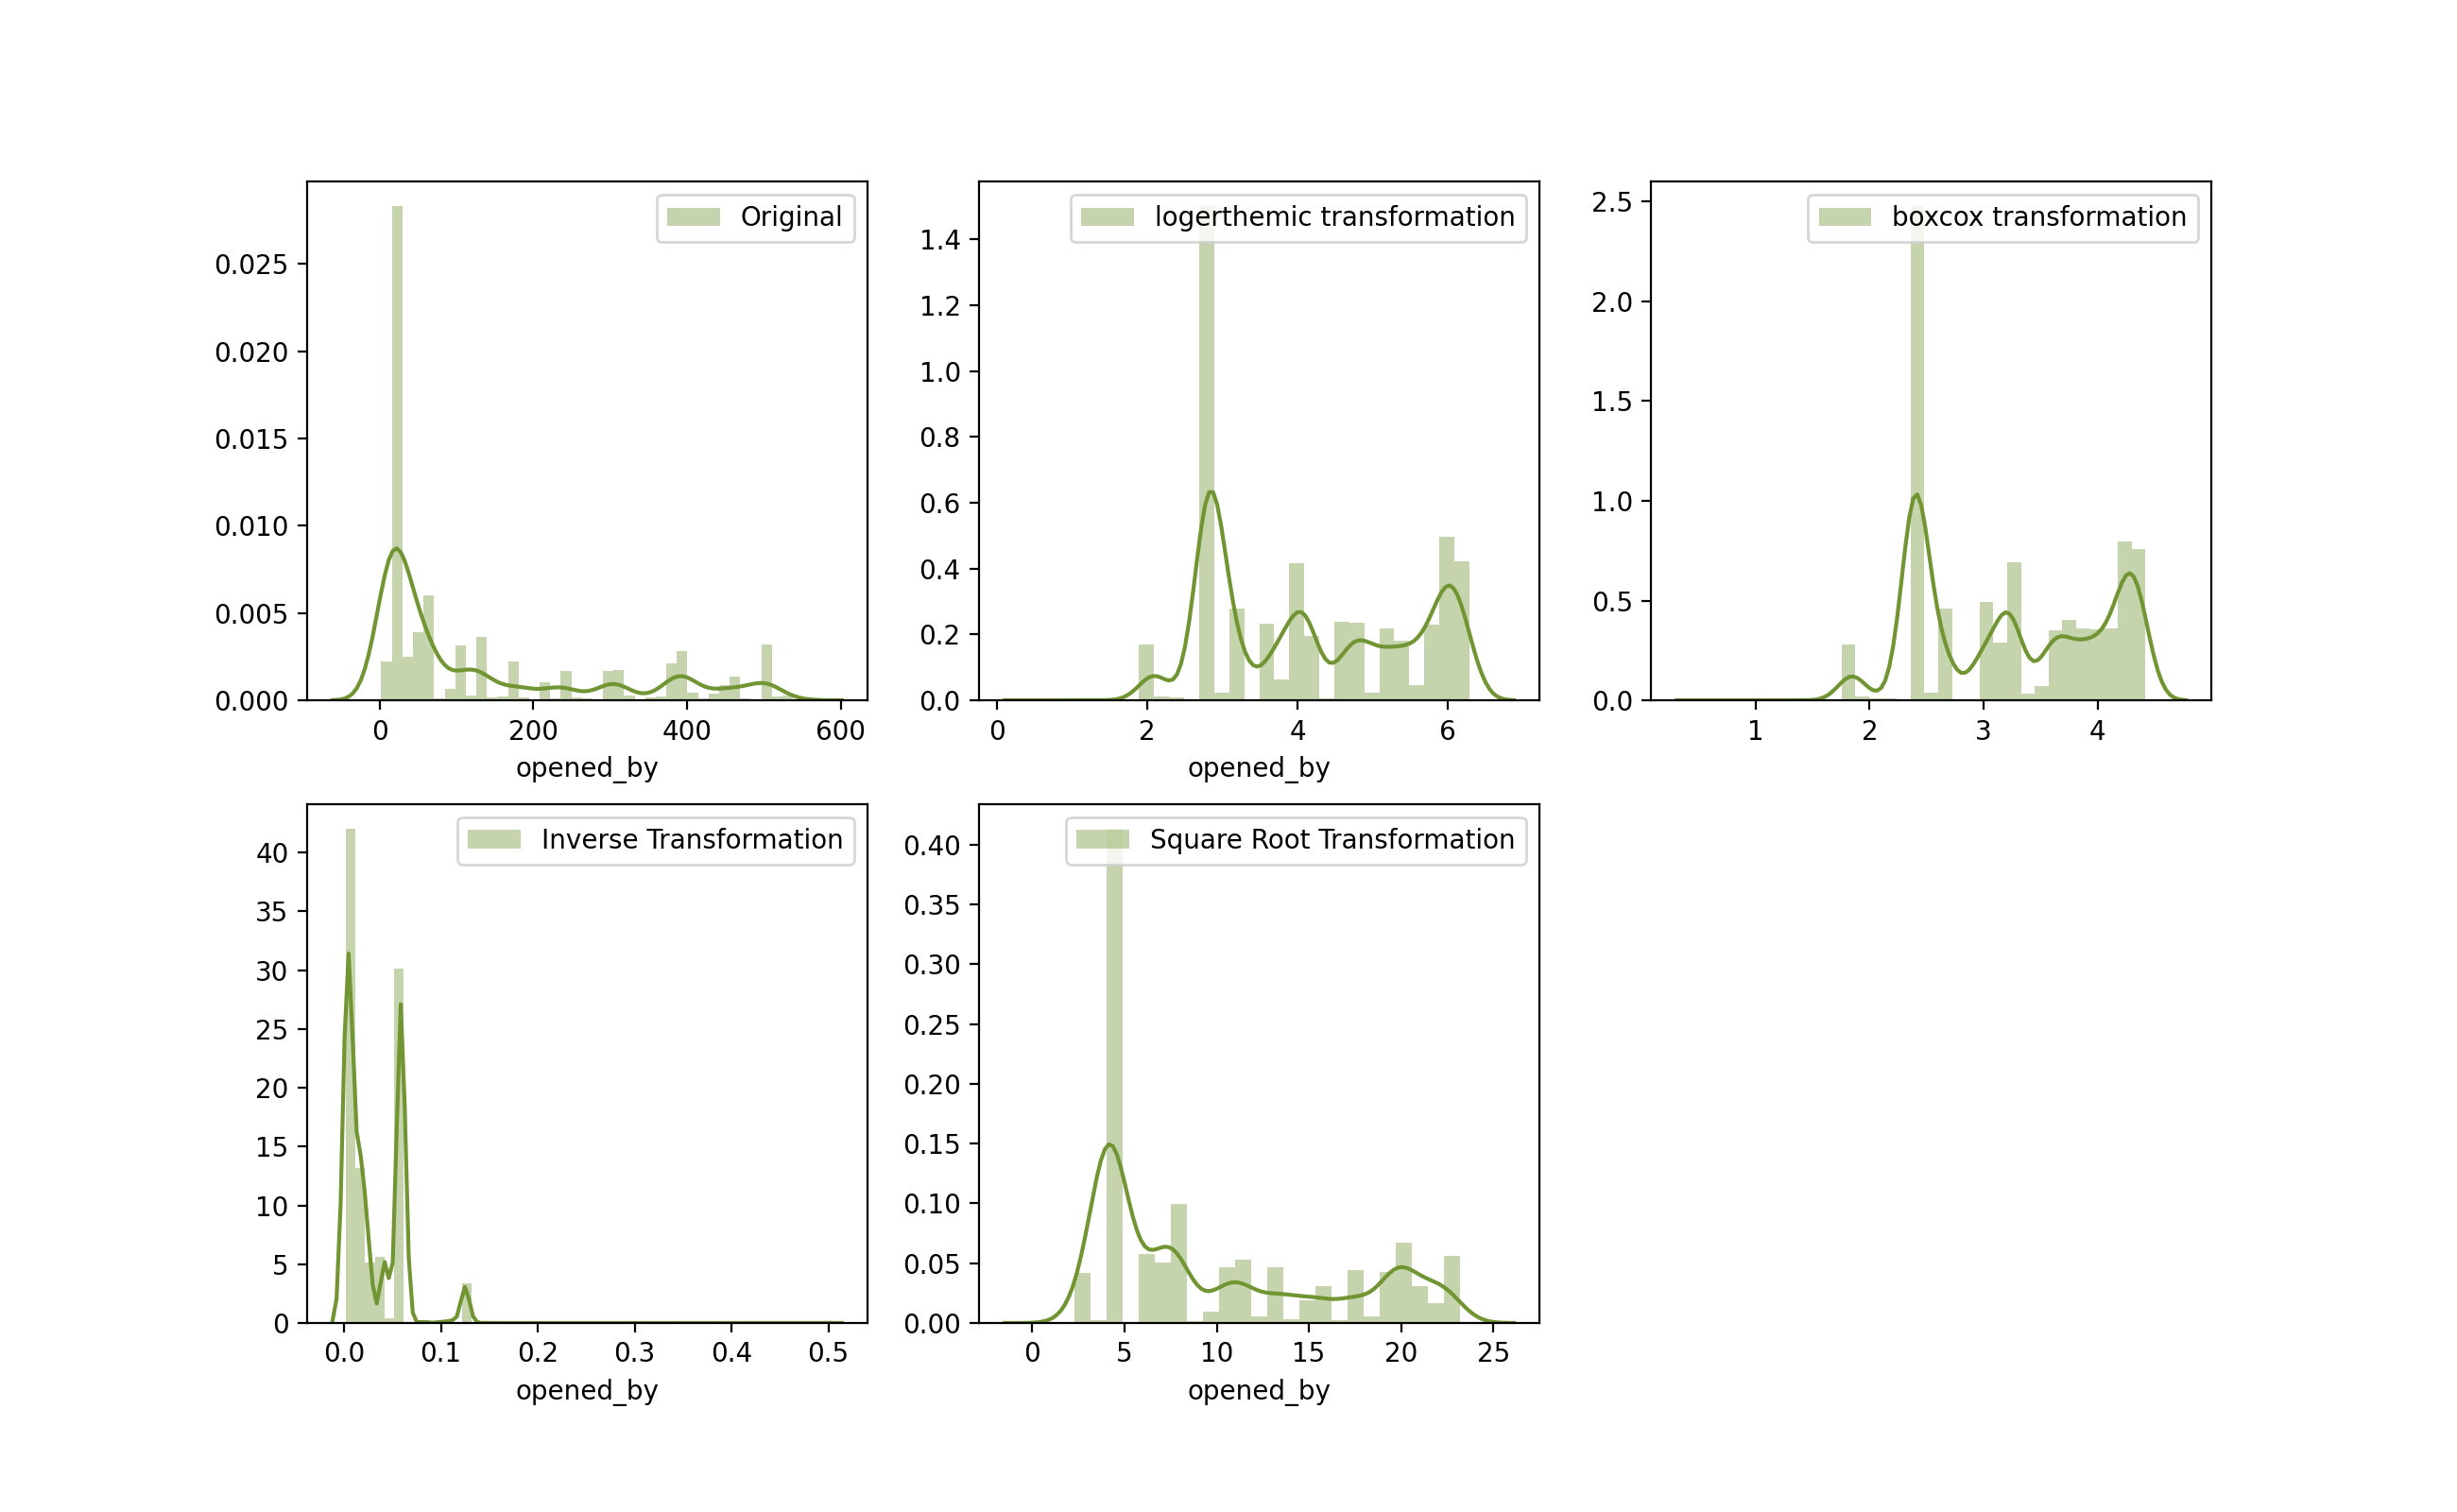 Original
0.025
0.020
0.015
0.010
0.005
0.000
0 200 400 600
opened_by
logerthemic transformation
1.4
1.2
1.0
0.8
0.6
0.4
0.2
0.0
0 2 4 6
opened_by
boxcox transformation
2.5
2.0
1.5
1.0
0.5
0.0
1 2 3 4
Inverse Transformation
40
35
30
25
20
15
10
5
0
0.0 0.1 0.2 0.3 0.4 0.5
opened_by
Square Root Transformation
0.40
0.35
0.30
0.25
0.20
0.15
0.10
0.05
0.00
0 5 10 15 20 25
opened_by